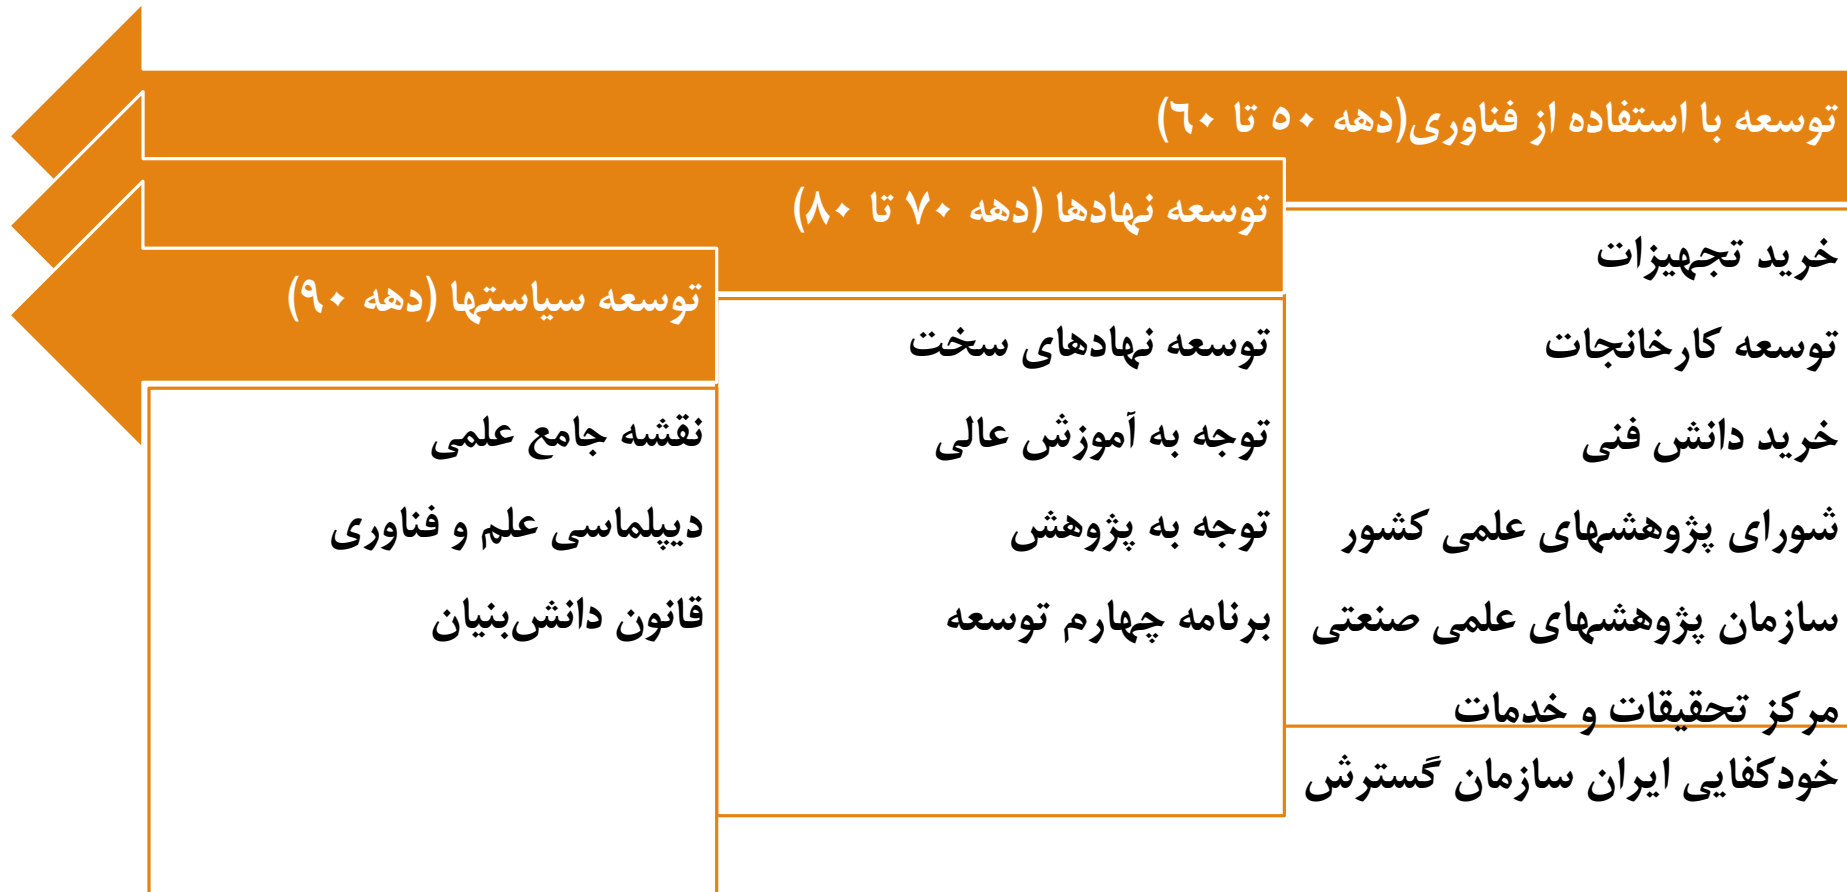 توسعه با استفاده از فناوری(دهه ۵۰ تا ۶۰)
خرید تجهیزات
توسعه کارخانجات
خرید دانش فنی
شورای پژوهشهای علمی کشور
سازمان پژوهشهای علمی صنعتی
مرکز تحقیقات و خدمات
خودکفایی ایران سازمان گسترش
توسعه نهادها (دهه ۷۰ تا ۸۰)
توسعه نهادهای سخت
توجه به آموزش عالی
توجه به پژوهش
برنامه چهارم توسعه
توسعه سیاستها (دهه ۹۰)
نقشه جامع علمی
دیپلماسی علم و فناوری
قانون دانش‌بنیان